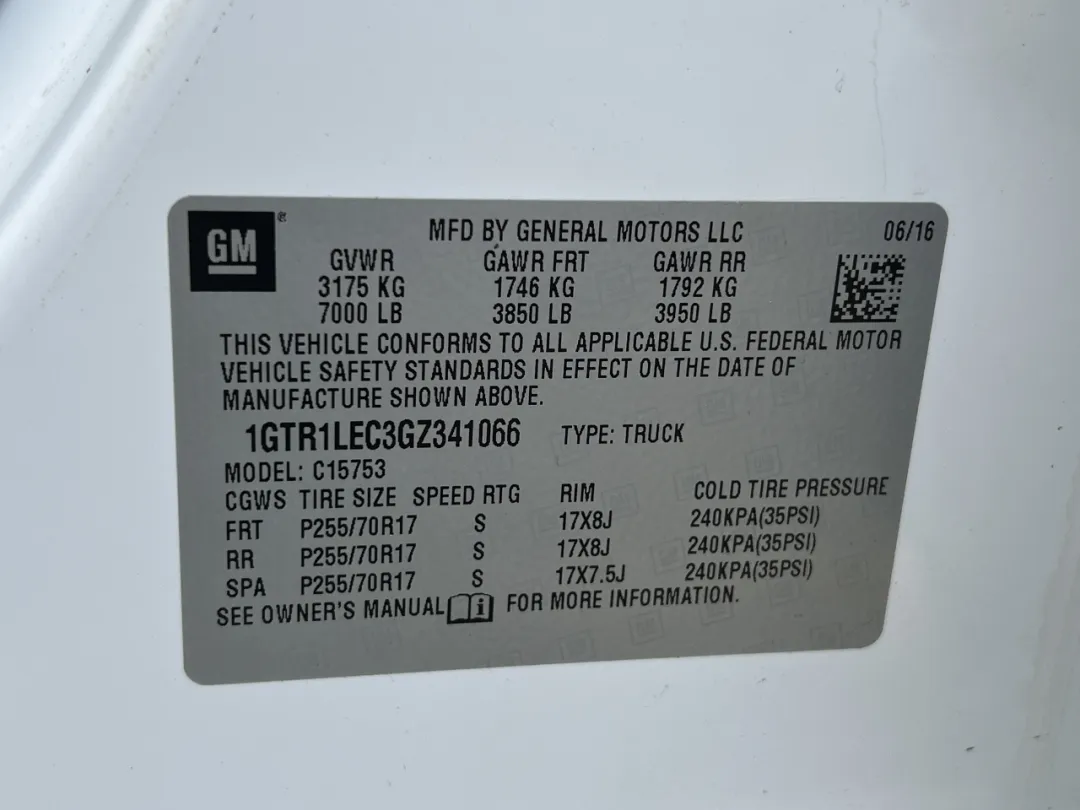 GM®
MFD BY GENERAL MOTORS LLC 06/16
GVWR GAWR FRT GAWR RR
3175 KG 1746 KG 1792 KG
7000 LB 3850 LB 3950 LB
THIS VEHICLE CONFORMS TO ALL APPLICABLE U.S. FEDERAL MOTOR
VEHICLE SAFETY STANDARDS IN EFFECT ON THE DATE OF
MANUFACTURE SHOWN ABOVE.
1GTR1LEC3GZ341066 TYPE: TRUCK
MODEL: C15753
CGWS TIRE SIZE SPEED RTG RIM COLD TIRE PRESSURE
FRT P255/70R17 S 17X8J 240KPA(35PSI)
RR P255/70R17 S 17X8J 240KPA(35PSI)
SPA P255/70R17 S 17X7.5J 240KPA(35PSI)
SEE OWNER'S MANUAL i FOR MORE INFORMATION.